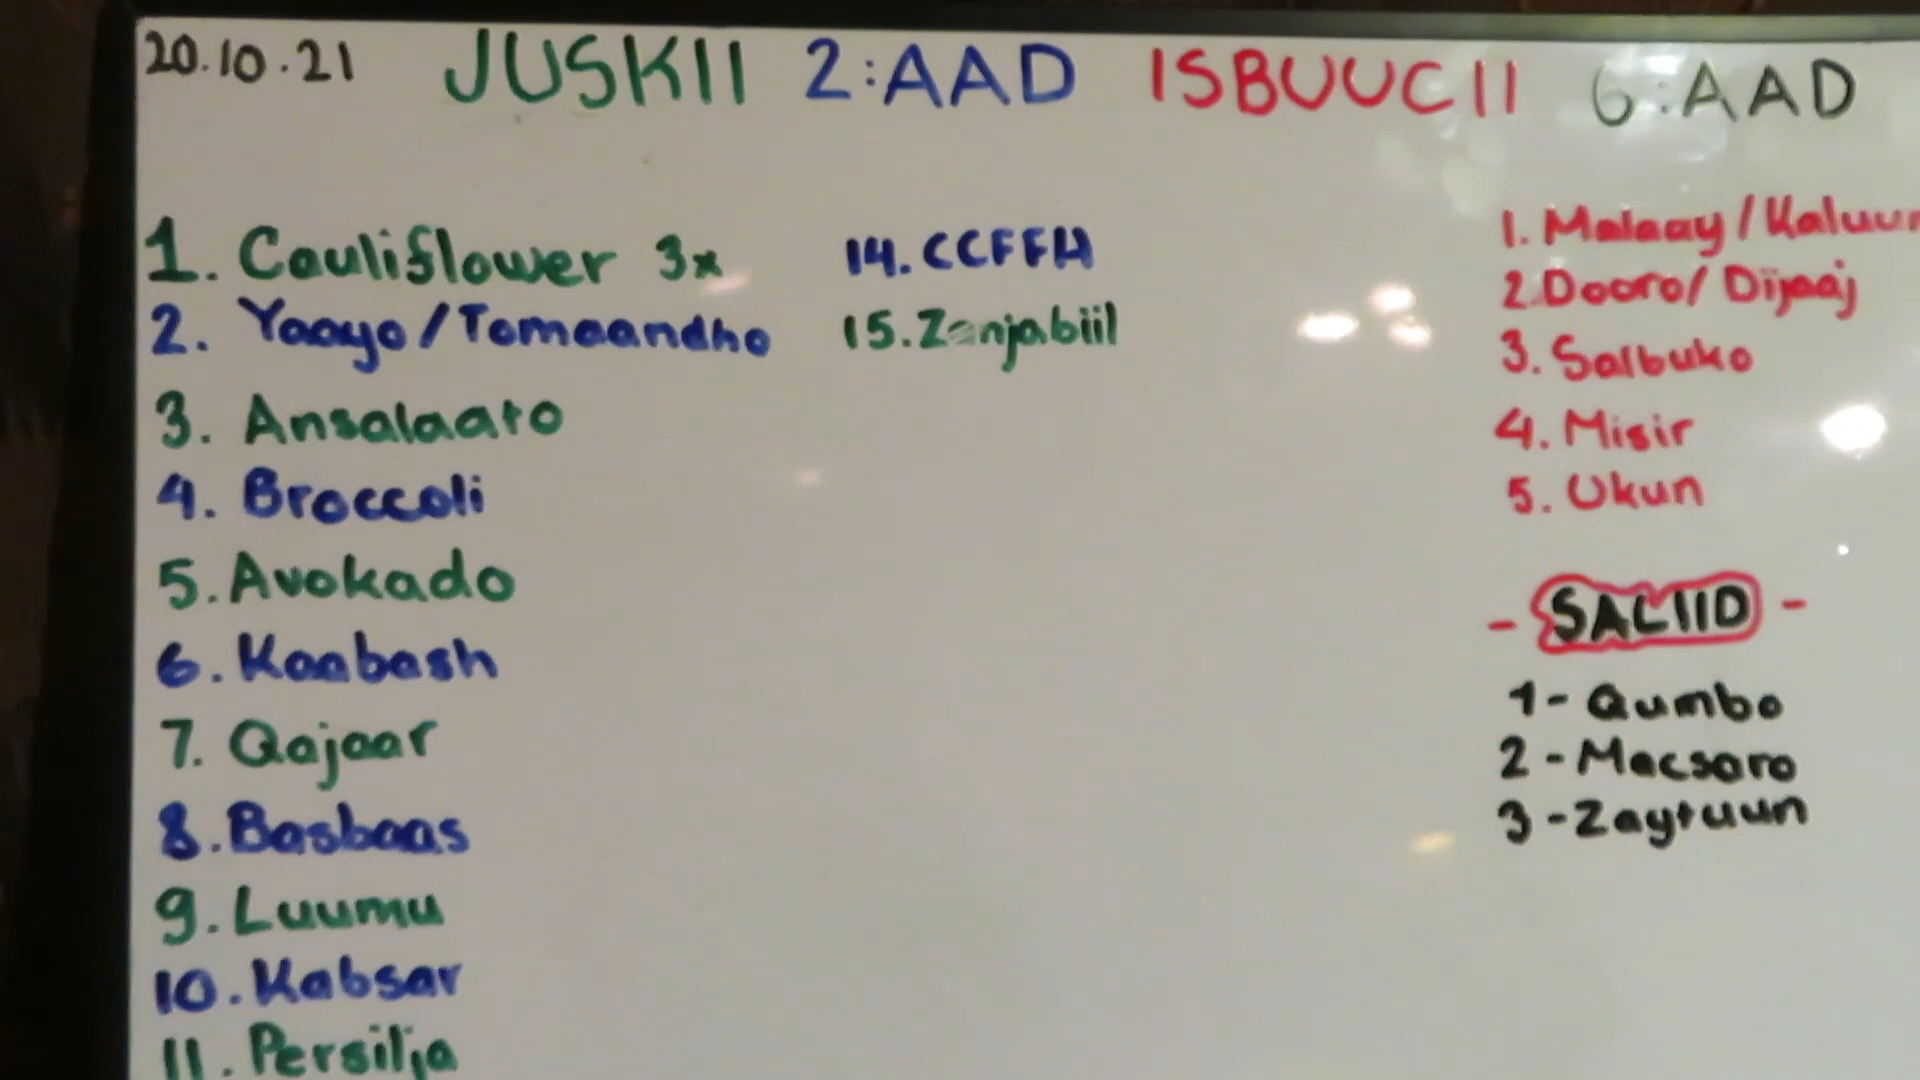 20.10.21 JUSKII 2:AAD ISBUUCII 6:AAD
1. Cauliflower 3x
2. Yaayo/Tomaandho
3. Ansalaato
4. Broccoli
5. Avokado
6. Kaabash
7. Qajaar
8. Basbaas
9. Luumu
10. Kabsar
11. Persilja
14. CCFFH
15. Zanjabiil
1. Malaay/Kaluun
2. Dooro/Dijaaj
3. Salbuko
4. Misir
5. Ukun
- SALIID -
1- Qumbo
2- Macsaro
3- Zaytuun